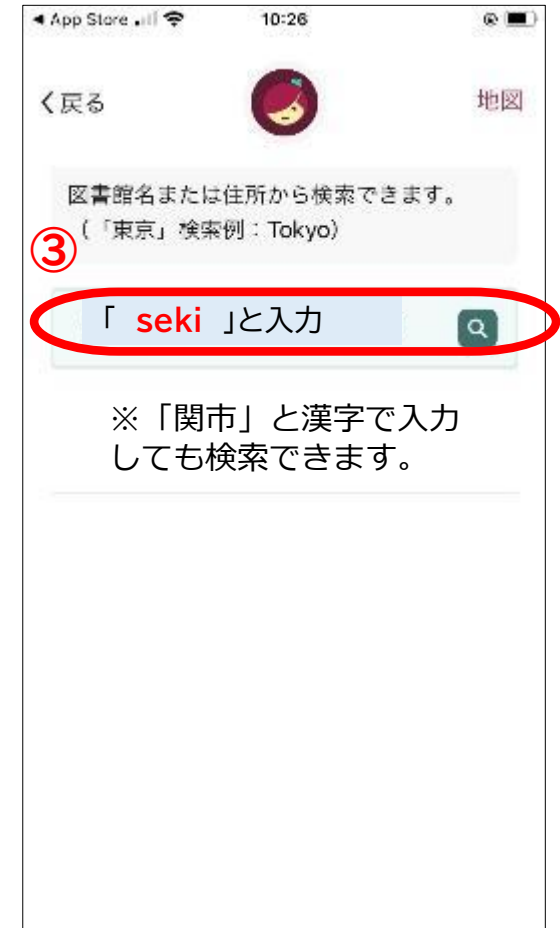 ◀ App Store 10:26
く戻る 地図
図書館名または住所から検索できます。
(「東京」検索例：Tokyo)
③
「 seki 」と入力
※「関市」と漢字で入力
しても検索できます。